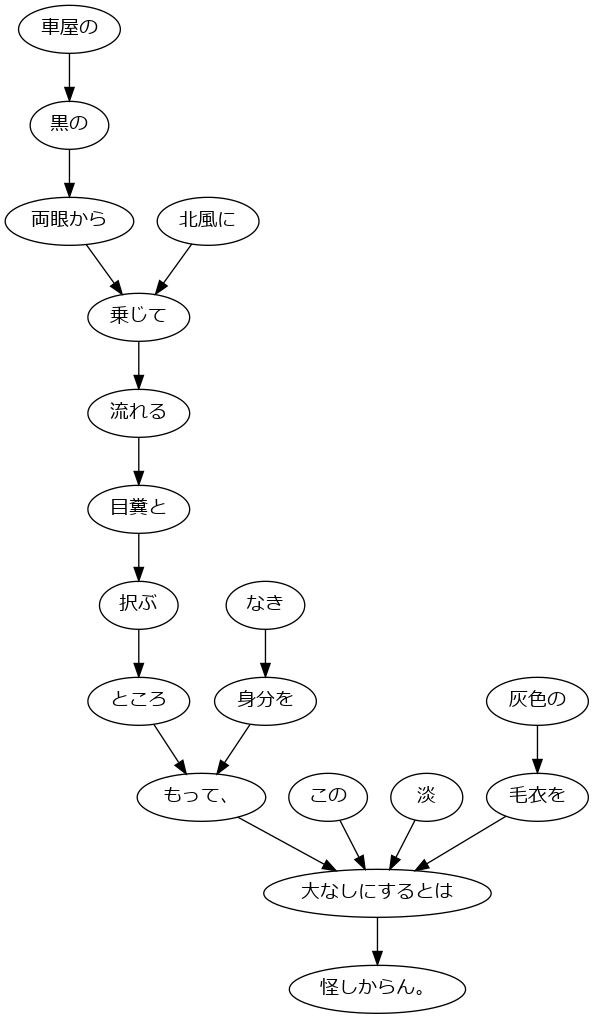 車屋の
黒の
両眼から
北風に
乗じて
流れる
目糞と
択ぶ
なき
ところ
身分を
灰色の
もって、
この
淡
毛衣を
大なしにするとは
怪しからん。